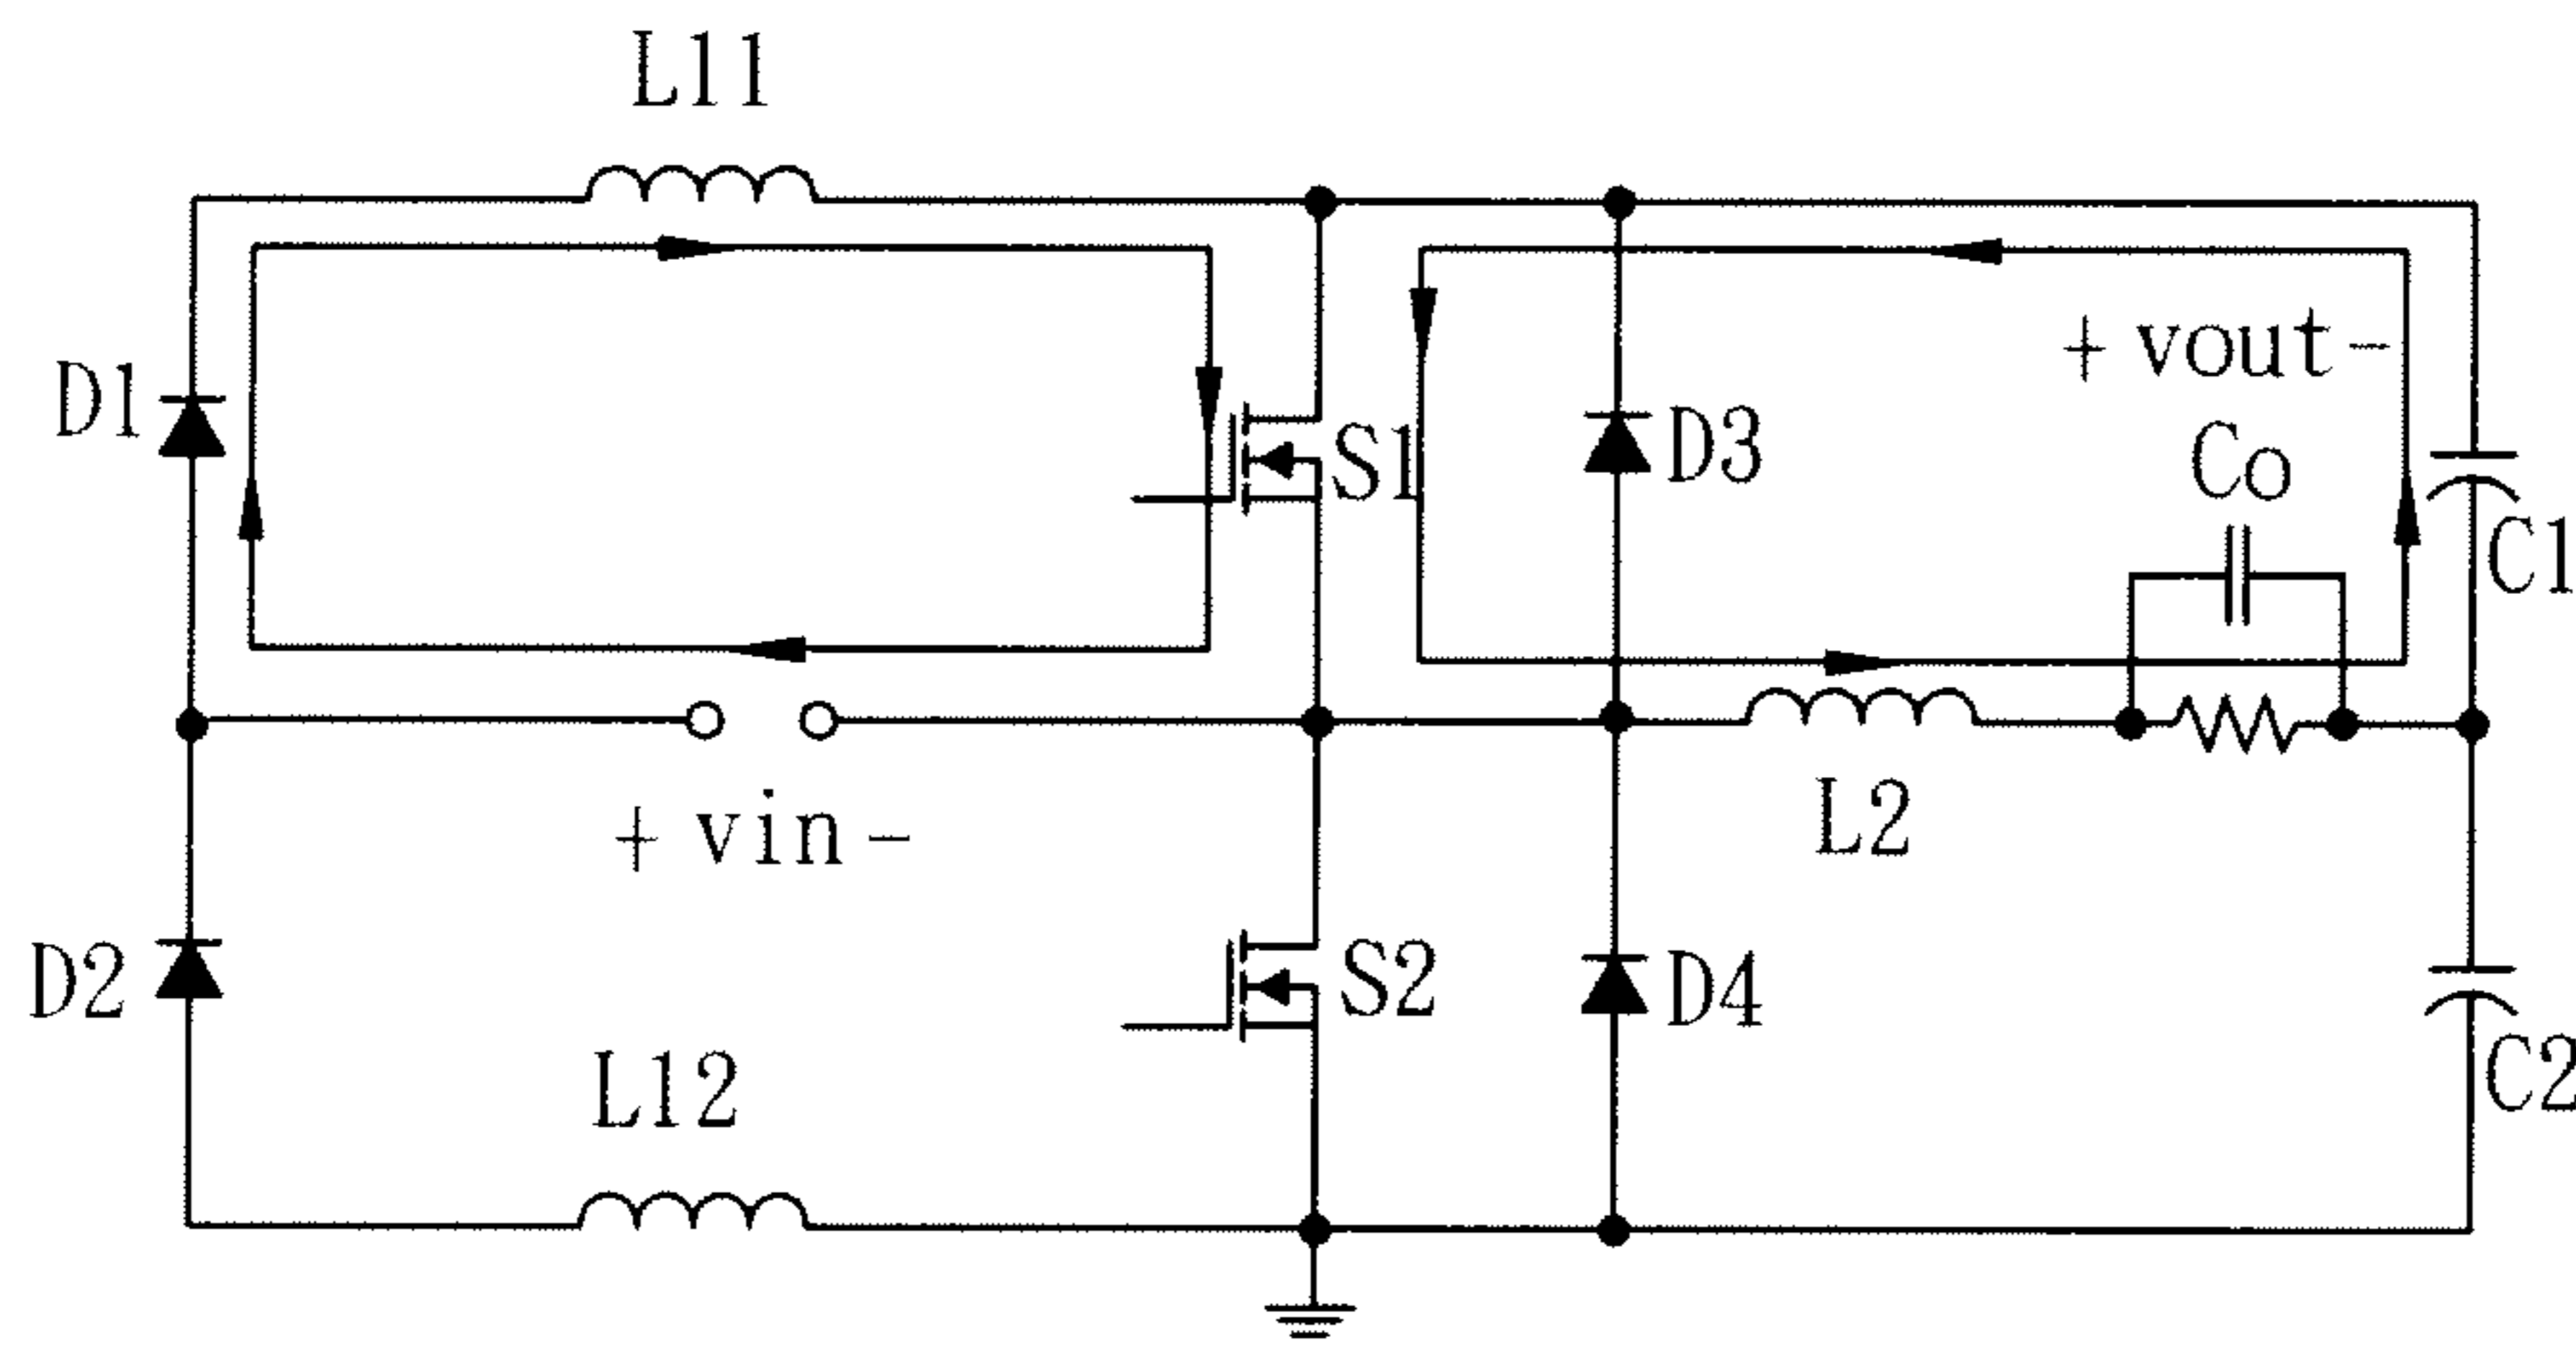 L11
D1
S1
D3
+ vout -
Co
C1
+ vin -
L2
D2
S2
D4
L12
C2